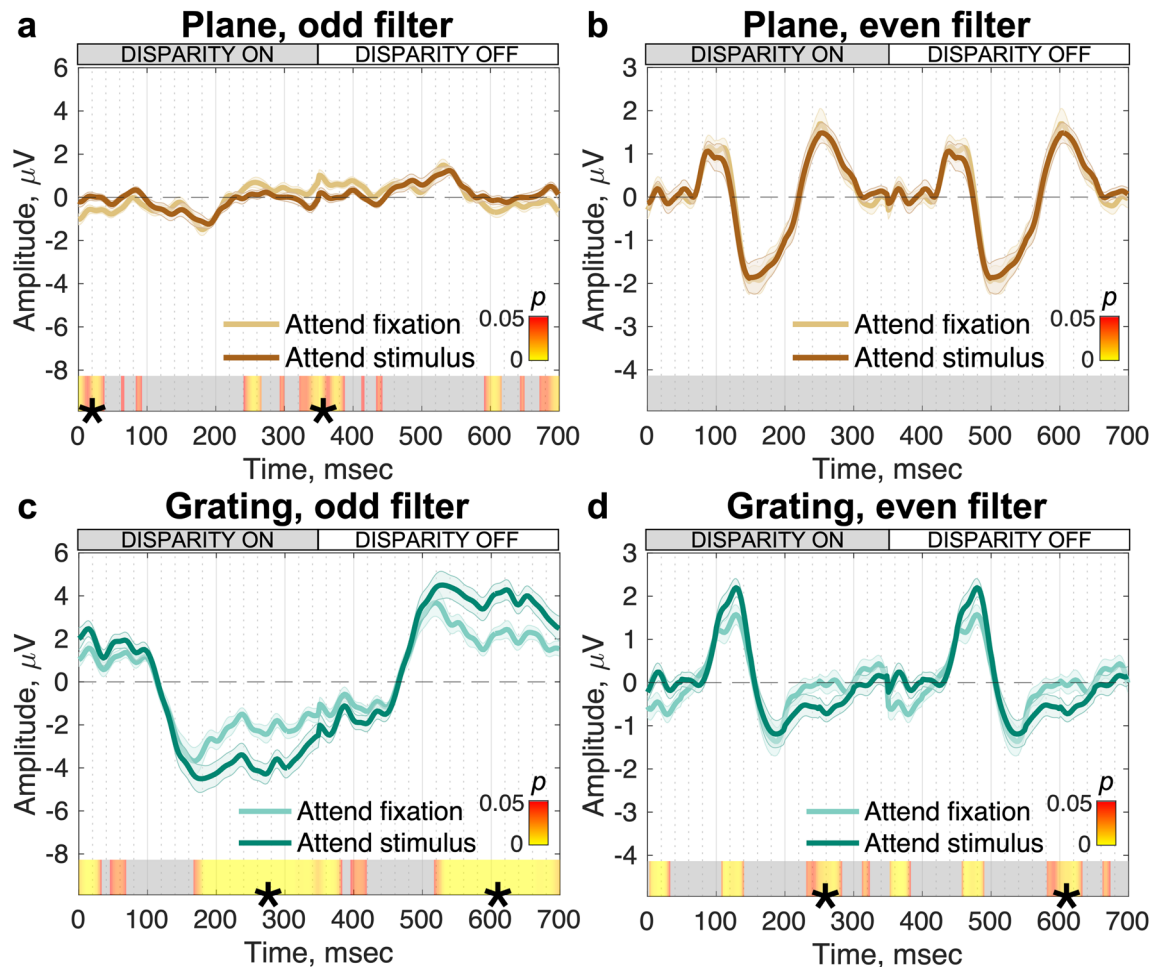 a Plane, odd filter
DISPARITY ON DISPARITY OFF
6
4
2
0
-2
-4
-6
-8
Amplitude, μV
Attend fixation
Attend stimulus
p
0.05
0
* *
0 100 200 300 400 500 600 700
Time, msec
b Plane, even filter
DISPARITY ON DISPARITY OFF
3
2
1
0
-1
-2
-3
-4
Amplitude, μV
Attend fixation
Attend stimulus
p
0.05
0
0 100 200 300 400 500 600 700
Time, msec
c Grating, odd filter
DISPARITY ON DISPARITY OFF
6
4
2
0
-2
-4
-6
-8
Amplitude, μV
Attend fixation
Attend stimulus
p
0.05
0
* *
0 100 200 300 400 500 600 700
Time, msec
d Grating, even filter
DISPARITY ON DISPARITY OFF
3
2
1
0
-1
-2
-3
-4
Amplitude, μV
Attend fixation
Attend stimulus
p
0.05
0
* *
0 100 200 300 400 500 600 700
Time, msec